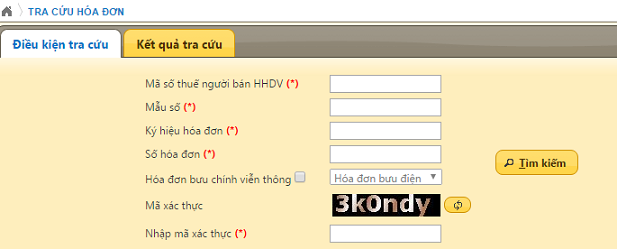 TRA CỨU HÓA ĐƠN
Điều kiện tra cứu Kết quả tra cứu
Mã số thuế người bán HHDV (*)
Mẫu số (*)
Ký hiệu hóa đơn (*)
Số hóa đơn (*)
Tìm kiếm
Hóa đơn bưu chính viễn thông Hóa đơn bưu điện
Mã xác thực 3k0ndy
Nhập mã xác thực (*)